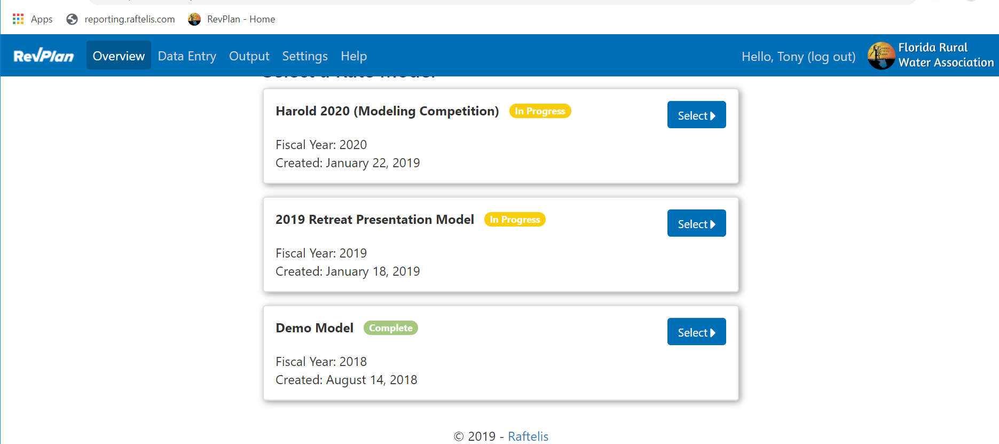 Apps
reporting.raftelis.com
RevPlan - Home
RevPlan
Overview
Data Entry
Output
Settings
Help
Hello, Tony (log out)
Florida Rural
Water Association
Select a Rate Model
Harold 2020 (Modeling Competition)
In Progress
Select
Fiscal Year: 2020
Created: January 22, 2019
2019 Retreat Presentation Model
In Progress
Select
Fiscal Year: 2019
Created: January 18, 2019
Demo Model
Complete
Select
Fiscal Year: 2018
Created: August 14, 2018
© 2019 - Raftelis